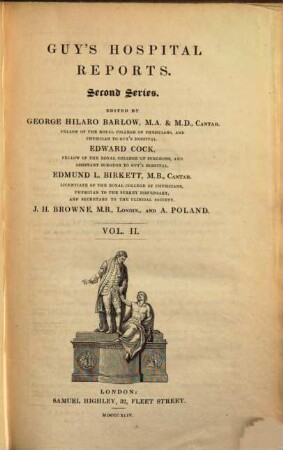 GUY'S HOSPITAL
REPORTS.
Second Series.
EDITED BY
GEORGE HILARO BARLOW, M.A. & M.D., CANTAB.
FELLOW OF THE ROYAL COLLEGE OF PHYSICIANS, AND
PHYSICIAN TO GUY'S HOSPITAL.
EDWARD COCK,
FELLOW OF THE ROYAL COLLEGE OF SURGEONS, AND
ASSISTANT SURGEON TO GUY'S HOSPITAL.
EDMUND L. BIRKETT, M.B., CANTAB.
LICENTIATE OF THE ROYAL COLLEGE OF PHYSICIANS,
PHYSICIAN TO THE SURREY DISPENSARY,
AND SECRETARY TO THE CLINICAL SOCIETY.
J. H. BROWNE, M.B., LONDIN., AND A. POLAND.
VOL. II.
LONDON:
SAMUEL HIGHLEY, 32, FLEET STREET.
MDCCCXLIV.